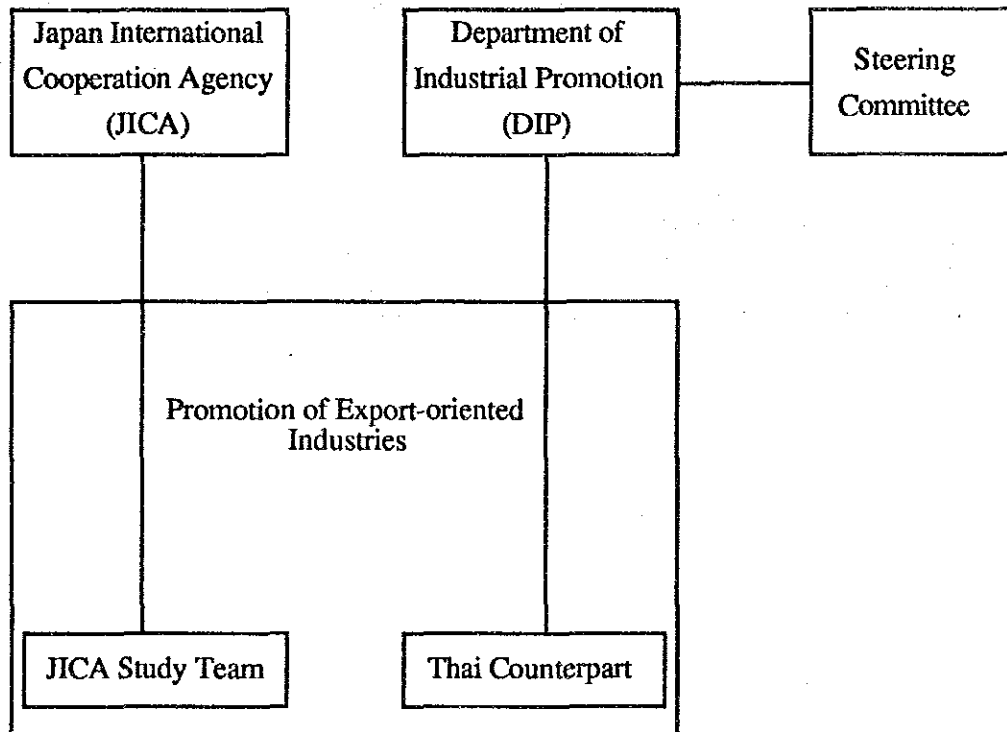 Japan International
Cooperation Agency
(JICA)
Department of
Industrial Promotion
(DIP)
Steering
Committee
Promotion of Export-oriented
Industries
JICA Study Team
Thai Counterpart